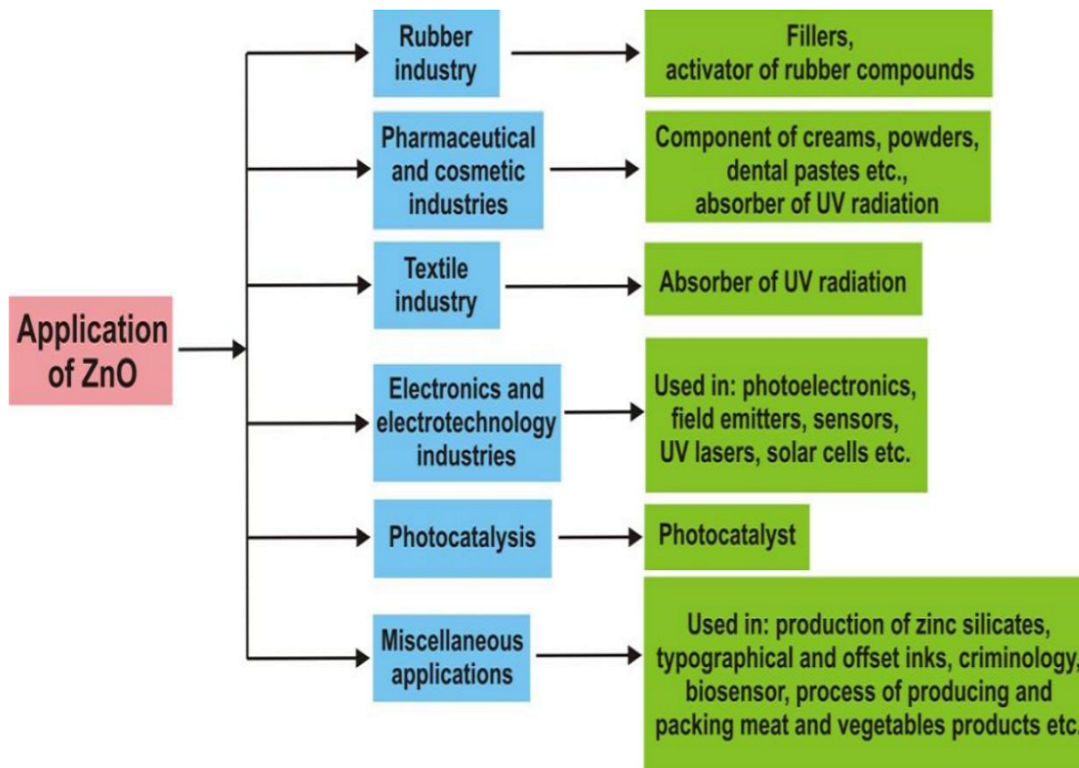 Application
of ZnO
Rubber
industry
Fillers,
activator of rubber compounds
Pharmaceutical
and cosmetic
industries
Component of creams, powders,
dental pastes etc.,
absorber of UV radiation
Textile
industry
Absorber of UV radiation
Electronics and
electrotechnology
industries
Used in: photoelectronics,
field emitters, sensors,
UV lasers, solar cells etc.
Photocatalysis
Photocatalyst
Miscellaneous
applications
Used in: production of zinc silicates,
typographical and offset inks, criminology,
biosensor, process of producing and
packing meat and vegetables products etc.